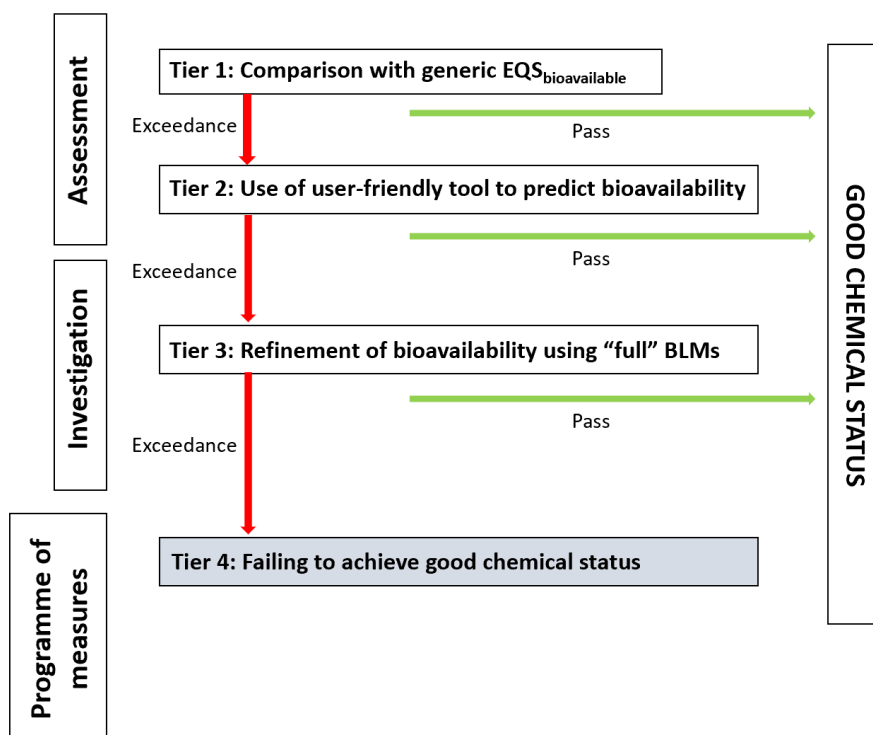 Assessment
Tier 1: Comparison with generic EQSbioavailable
Exceedance
Pass
Tier 2: Use of user-friendly tool to predict bioavailability
Exceedance
Pass
Investigation
Tier 3: Refinement of bioavailability using “full” BLMs
Exceedance
Pass
Programme of
measures
Tier 4: Failing to achieve good chemical status
GOOD CHEMICAL STATUS